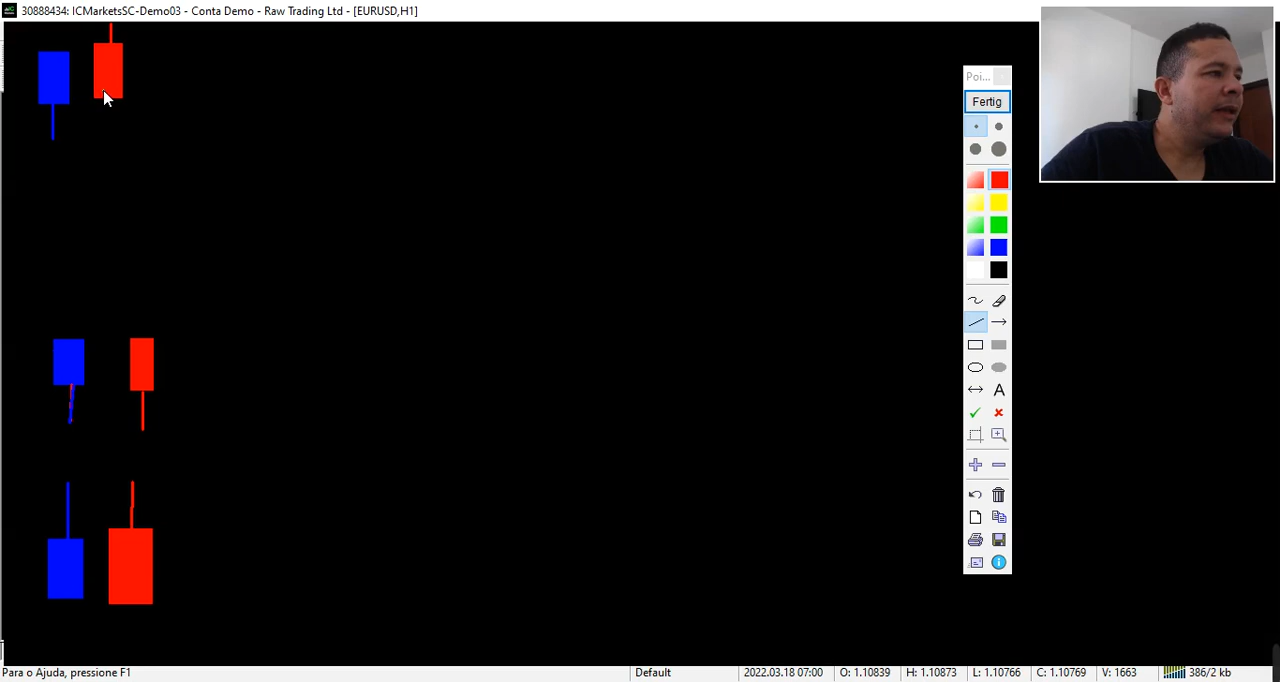 30888434: ICMarketsSC-Demo03 - Conta Demo - Raw Trading Ltd - [EURUSD,H1]
Poi...
Fertig
A
Para o Ajuda, pressione F1
Default
2022.03.18 07:00
O: 1.10839
H: 1.10873
L: 1.10766
C: 1.10769
V: 1663
386/2 kb